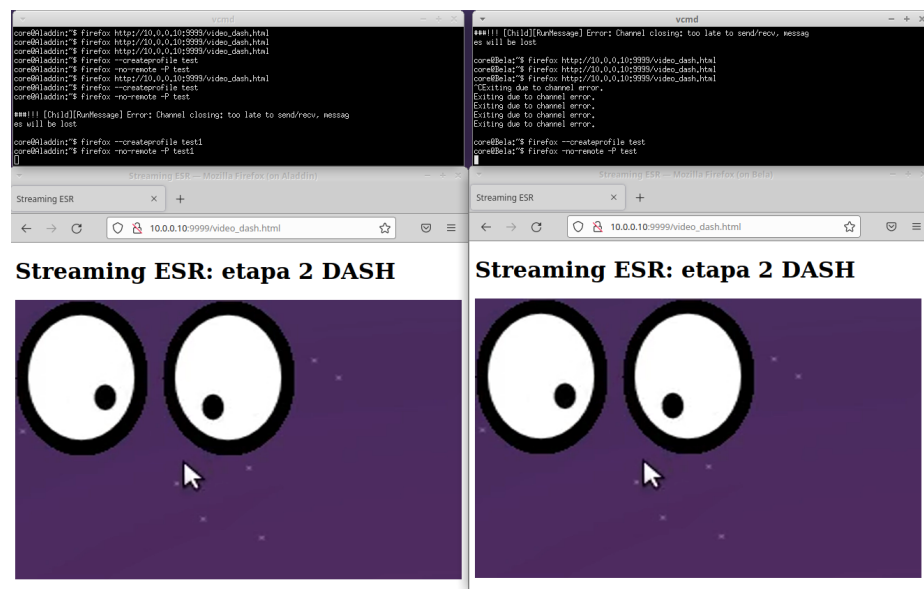 vcmd
core@Aladdin:~$ firefox http://10.0.0.10:9999/video_dash.html
core@Aladdin:~$ firefox http://10.0.0.10:9999/video_dash.html
core@Aladdin:~$ firefox http://10.0.0.10:9999/video_dash.html
core@Aladdin:~$ firefox --createprofile test
core@Aladdin:~$ firefox -no-remote -P test
core@Aladdin:~$ firefox http://10.0.0.10:9999/video_dash.html
core@Aladdin:~$ firefox --createprofile test
core@Aladdin:~$ firefox -no-remote -P test
###!!! [Child][RunMessage] Error: Channel closing: too late to send/recv, messag
es will be lost
core@Aladdin:~$ firefox --createprofile test1
core@Aladdin:~$ firefox -no-remote -P test1
vcmd
###!!! [Child][RunMessage] Error: Channel closing: too late to send/recv, messag
es will be lost
core@Bela:~$ firefox http://10.0.0.10:9999/video_dash.html
core@Bela:~$ firefox http://10.0.0.10:9999/video_dash.html
core@Bela:~$ firefox http://10.0.0.10:9999/video_dash.html
^CExiting due to channel error.
Exiting due to channel error.
Exiting due to channel error.
Exiting due to channel error.
Exiting due to channel error.
core@Bela:~$ firefox --createprofile test
core@Bela:~$ firefox -no-remote -P test
Streaming ESR — Mozilla Firefox (on Aladdin)
Streaming ESR
10.0.0.10:9999/video_dash.html
Streaming ESR: etapa 2 DASH
Streaming ESR — Mozilla Firefox (on Bela)
Streaming ESR
10.0.0.10:9999/video_dash.html
Streaming ESR: etapa 2 DASH